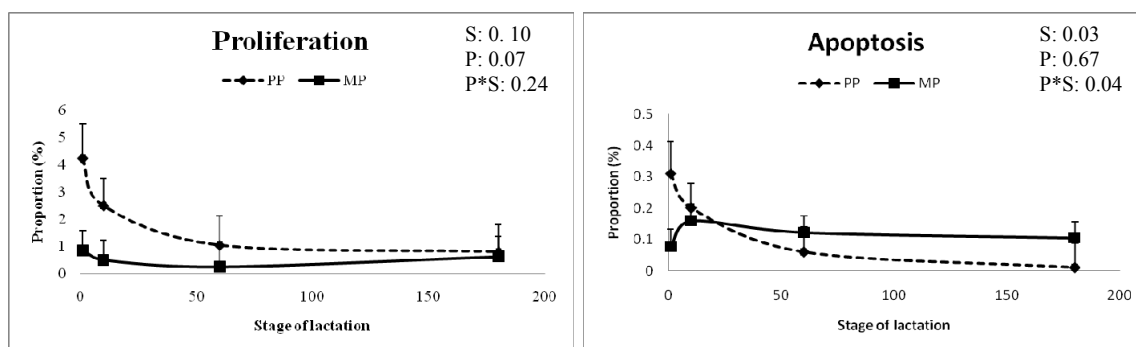 Proliferation
S: 0. 10
P: 0.07
P*S: 0.24
PP MP
6
5
4
3
2
1
0
Proportion (%)
0 50 100 150 200
Stage of lactation
Apoptosis
S: 0.03
P: 0.67
P*S: 0.04
PP MP
0.5
0.4
0.3
0.2
0.1
0
Proportion (%)
0 50 100 150 200
Stage of lactation